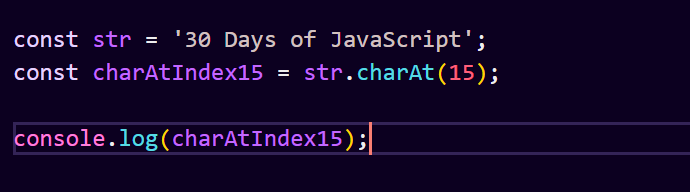 const str = '30 Days of JavaScript';
const charAtIndex15 = str.charAt(15);
console.log(charAtIndex15);